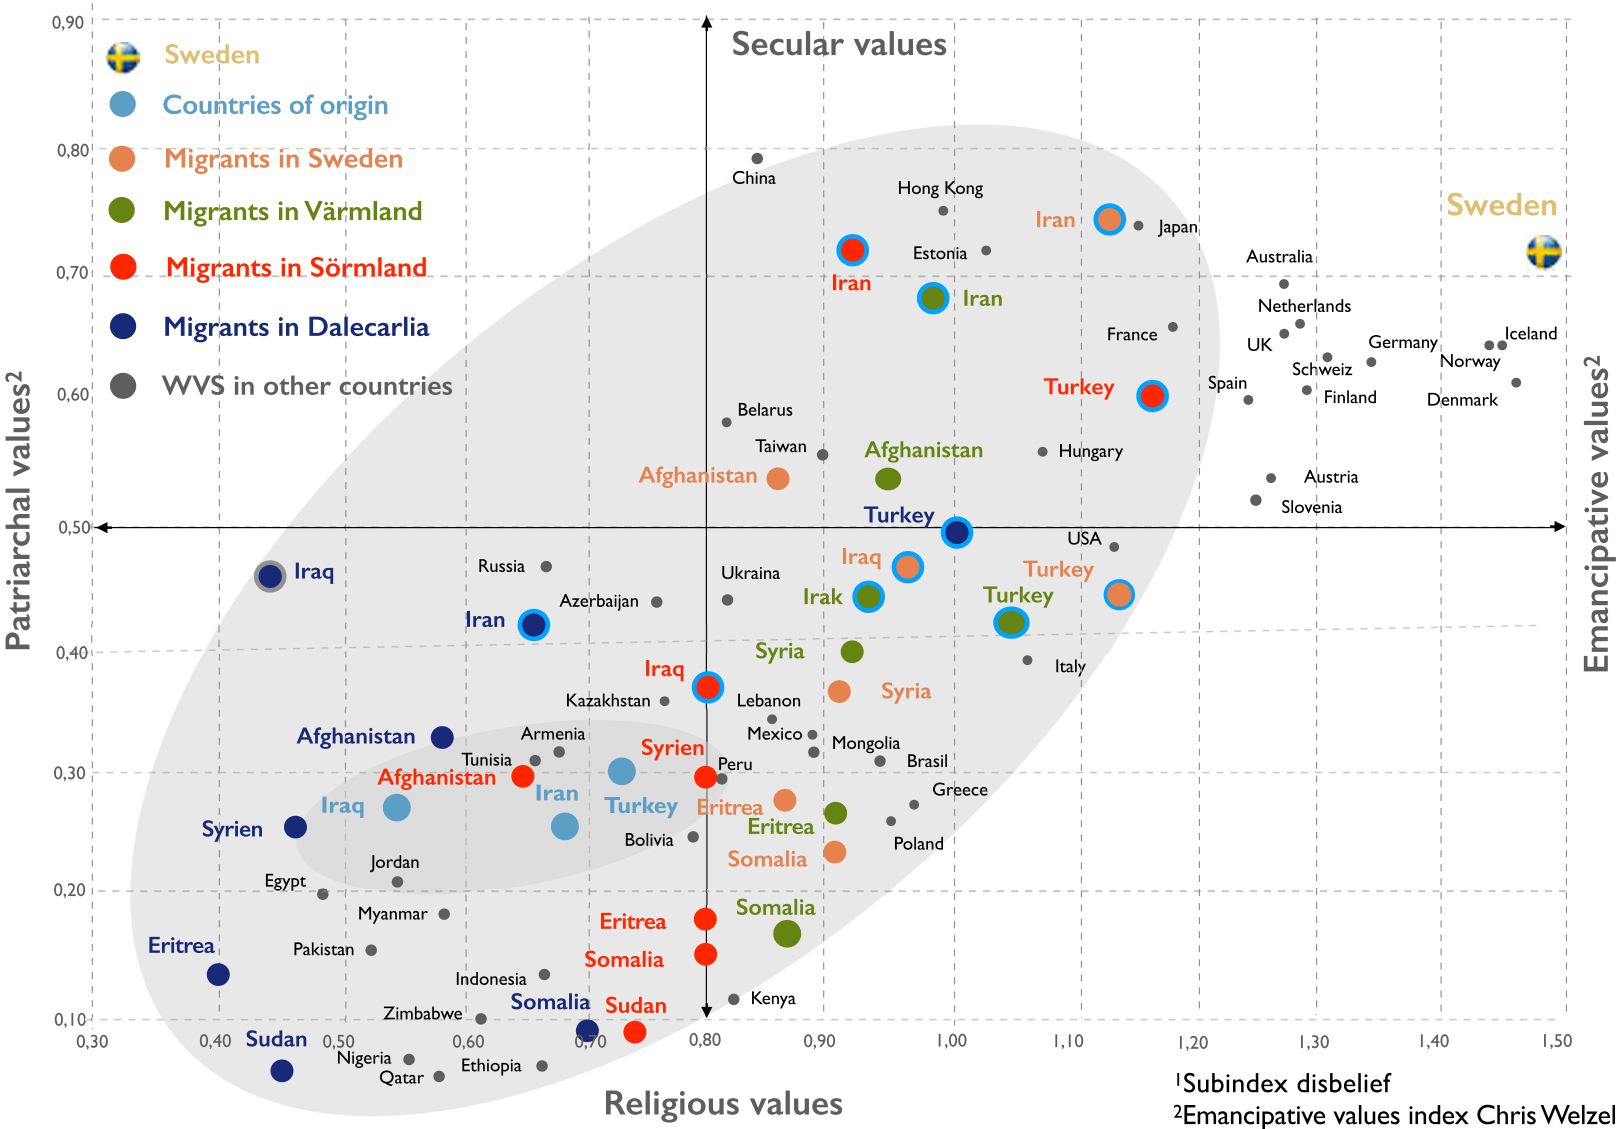 0,90
Secular values
Sweden
Countries of origin
Migrants in Sweden
Migrants in Värmland
Migrants in Sörmland
Migrants in Dalecarlia
WVS in other countries
0,80
China
Hong Kong
Iran
Japan
Sweden
Estonia
Iran
Iran
Australia
0,70
Netherlands
France
UK
Germany
Iceland
Schweiz
Norway
Turkey
Spain
Finland
Denmark
0,60
Belarus
Taiwan
Afghanistan
Hungary
Afghanistan
Austria
Slovenia
Patriarchal values2
Emancipative values2
0,50
Turkey
USA
Iraq
Russia
Ukraina
Iraq
Turkey
Azerbaijan
Irak
Turkey
Iran
0,40
Syria
Italy
Iraq
Syria
Kazakhstan
Lebanon
Afghanistan
Armenia
Mexico
Mongolia
Syrien
Tunisia
Peru
Brasil
0,30
Afghanistan
Iraq
Iran
Turkey
Eritrea
Greece
Syrien
Eritrea
Bolivia
Poland
Jordan
Somalia
Egypt
0,20
Myanmar
Somalia
Eritrea
Eritrea
Pakistan
Somalia
Indonesia
Somalia
Sudan
Kenya
Zimbabwe
0,10
Sudan
0,30
0,40
0,50
0,60
0,70
0,80
0,90
1,00
1,10
1,20
1,30
1,40
1,50
Nigeria
Qatar
Ethiopia
Religious values
1Subindex disbelief
2Emancipative values index Chris Welzel